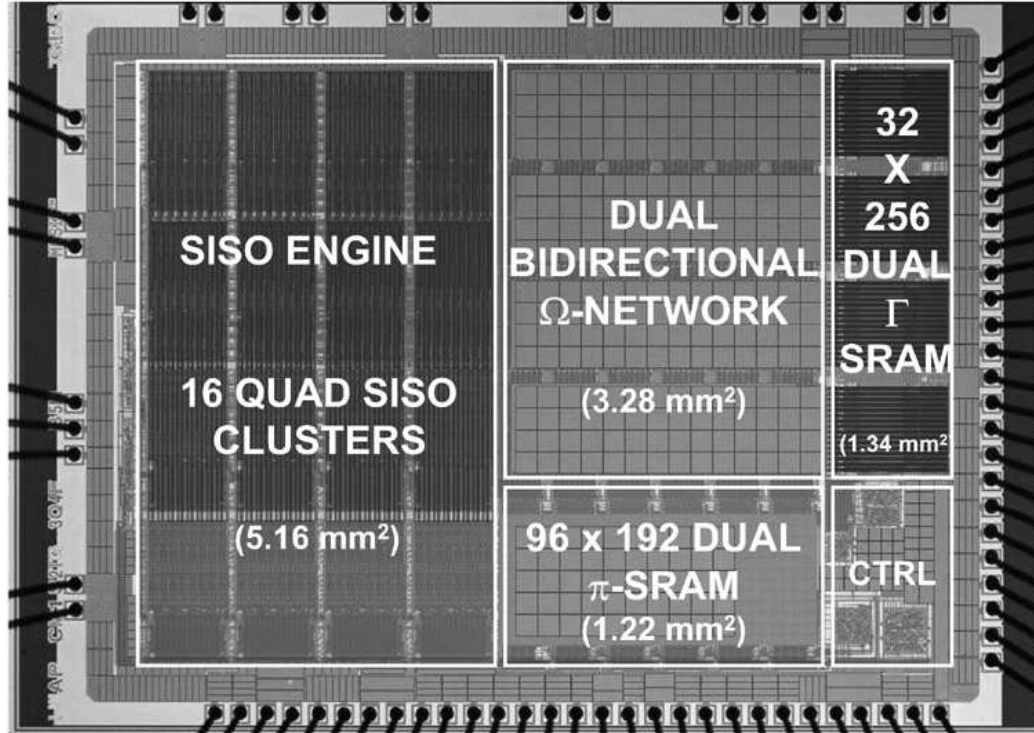 SISO ENGINE
16 QUAD SISO
CLUSTERS
(5.16 mm²)
DUAL
BIDIRECTIONAL
Ω-NETWORK
(3.28 mm²)
32
X
256
DUAL
Γ
SRAM
(1.34 mm²
96 x 192 DUAL
π-SRAM
(1.22 mm²)
CTRL